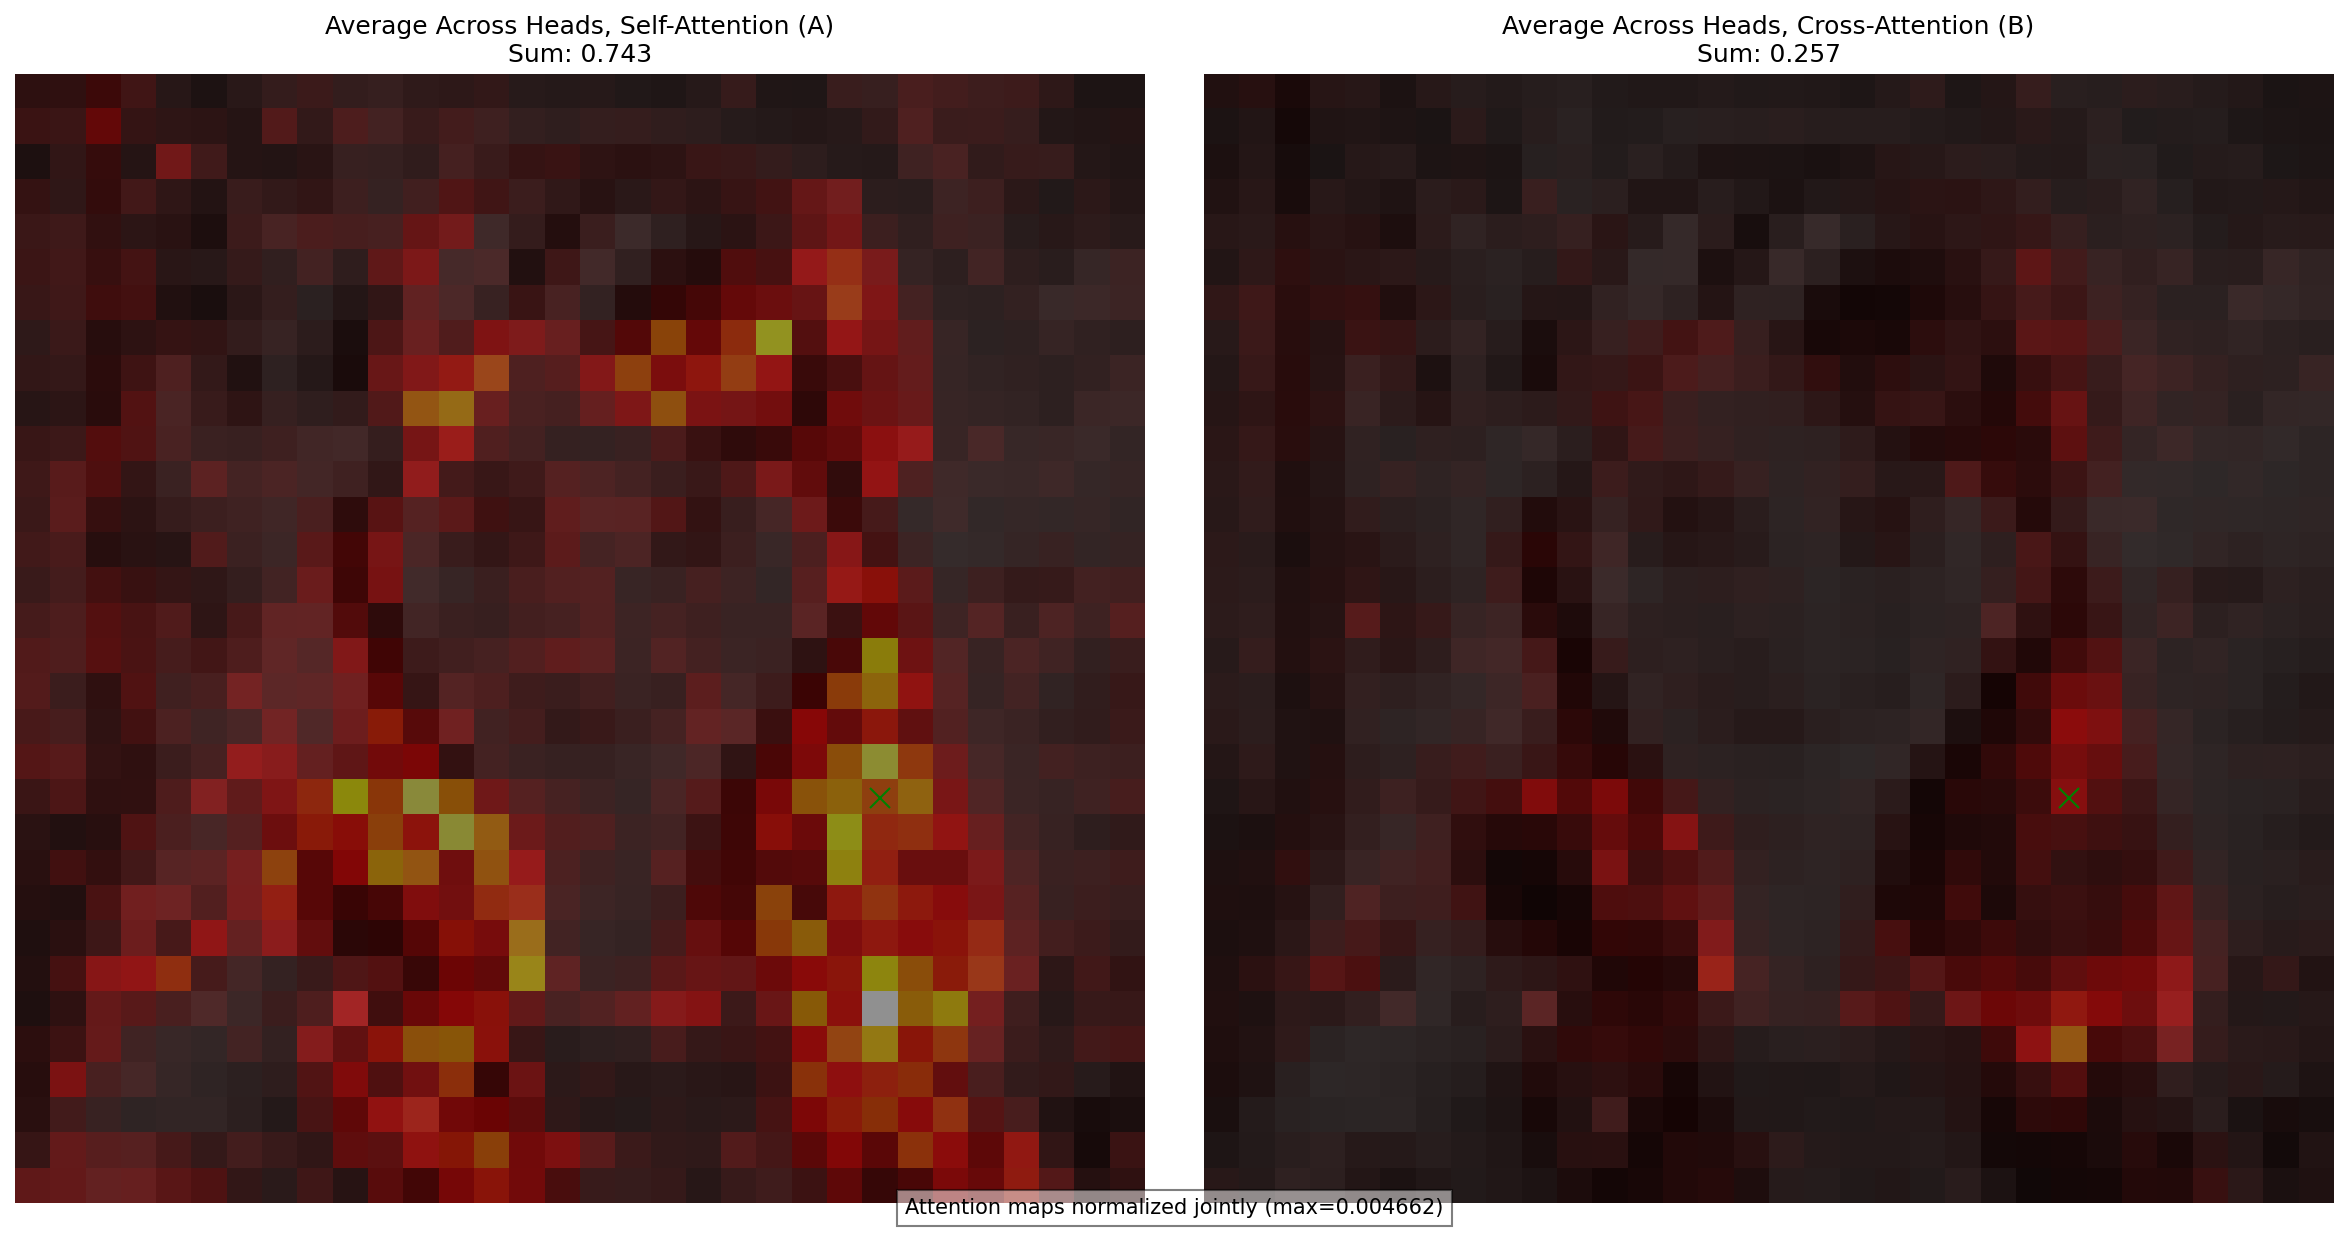 Average Across Heads, Self-Attention (A)
Sum: 0.743
Average Across Heads, Cross-Attention (B)
Sum: 0.257
Attention maps normalized jointly (max=0.004662)